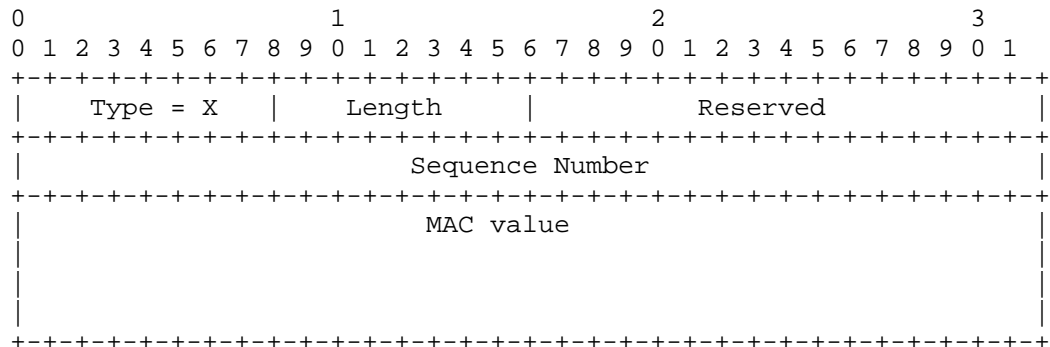 0                   1                   2                   3
0 1 2 3 4 5 6 7 8 9 0 1 2 3 4 5 6 7 8 9 0 1 2 3 4 5 6 7 8 9 0 1
+-+-+-+-+-+-+-+-+-+-+-+-+-+-+-+-+-+-+-+-+-+-+-+-+-+-+-+-+-+-+-+-+
|    Type = X   |    Length     |          Reserved             |
+-+-+-+-+-+-+-+-+-+-+-+-+-+-+-+-+-+-+-+-+-+-+-+-+-+-+-+-+-+-+-+-+
|                        Sequence Number                        |
+-+-+-+-+-+-+-+-+-+-+-+-+-+-+-+-+-+-+-+-+-+-+-+-+-+-+-+-+-+-+-+-+
|                         MAC value                             |
|                                                               |
|                                                               |
|                                                               |
+-+-+-+-+-+-+-+-+-+-+-+-+-+-+-+-+-+-+-+-+-+-+-+-+-+-+-+-+-+-+-+-+